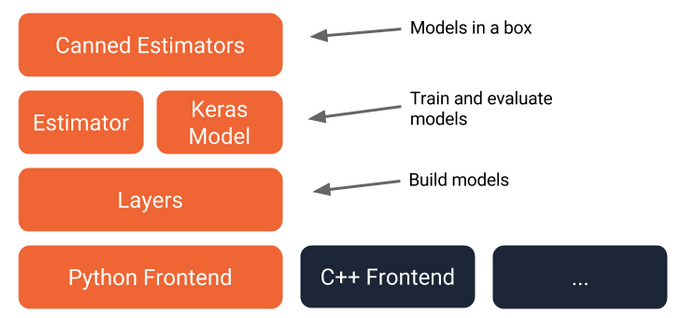 Canned Estimators
Models in a box
Estimator
Keras
Model
Train and evaluate
models
Layers
Build models
Python Frontend
C++ Frontend
...